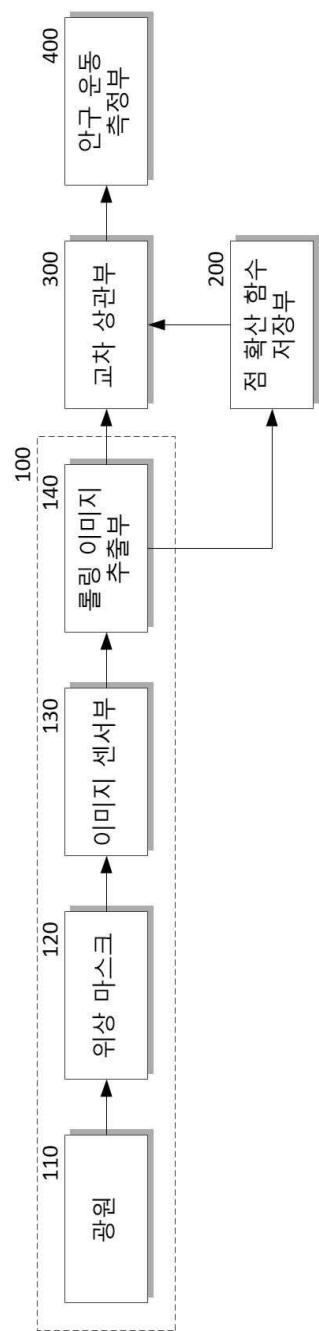 100
110
광원
120
위상 마스크
130
이미지 센서부
140
롤링 이미지
추출부
300
교차 상관부
400
안구 운동
측정부
200
점 확산 함수
저장부